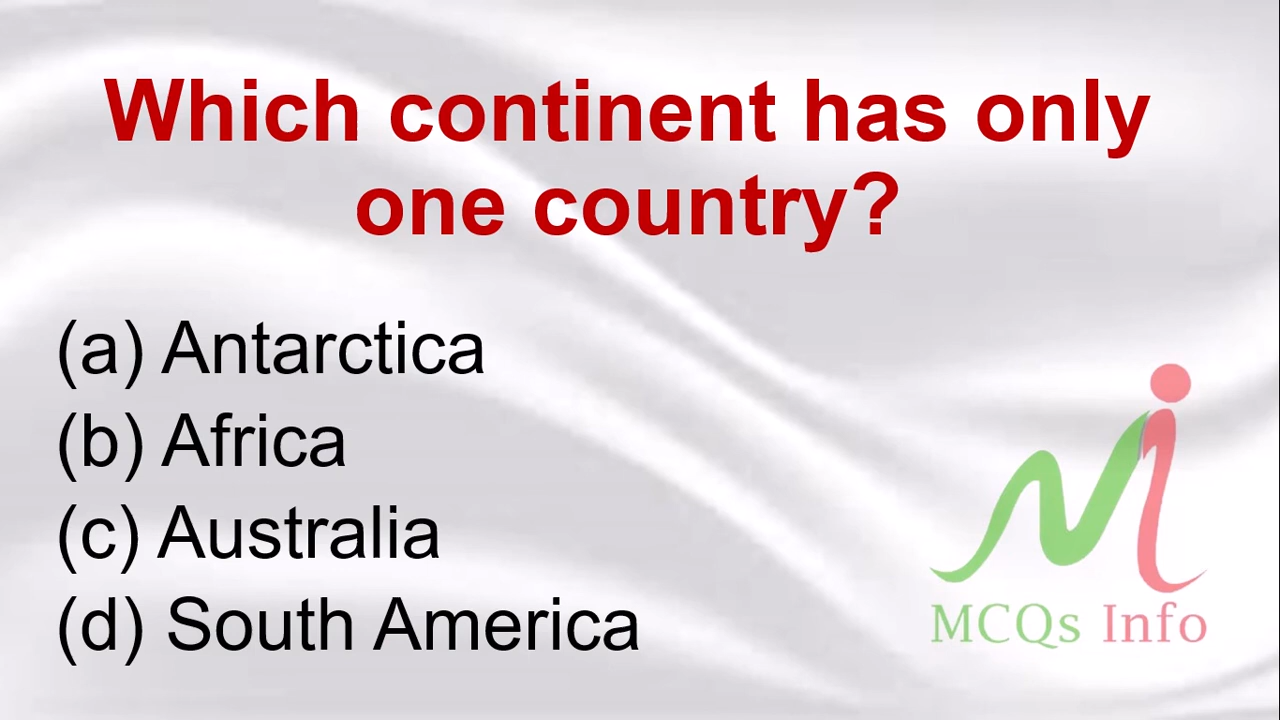 Which continent has only
one country?
(a) Antarctica
(b) Africa
(c) Australia
(d) South America
MCQs Info